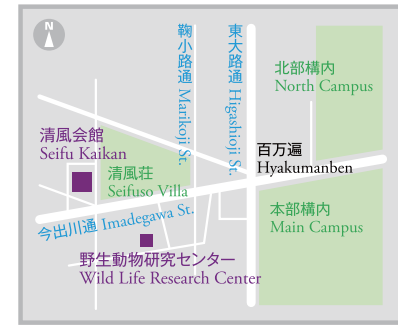 N
鞠小路通 Marikoji St.
東大路通 Higashioji St.
北部構内
North Campus
清風会館
Seifu Kaikan
百万遍
Hyakumanben
清風荘
Seifuso Villa
本部構内
Main Campus
今出川通 Imadegawa St.
野生動物研究センター
Wild Life Research Center